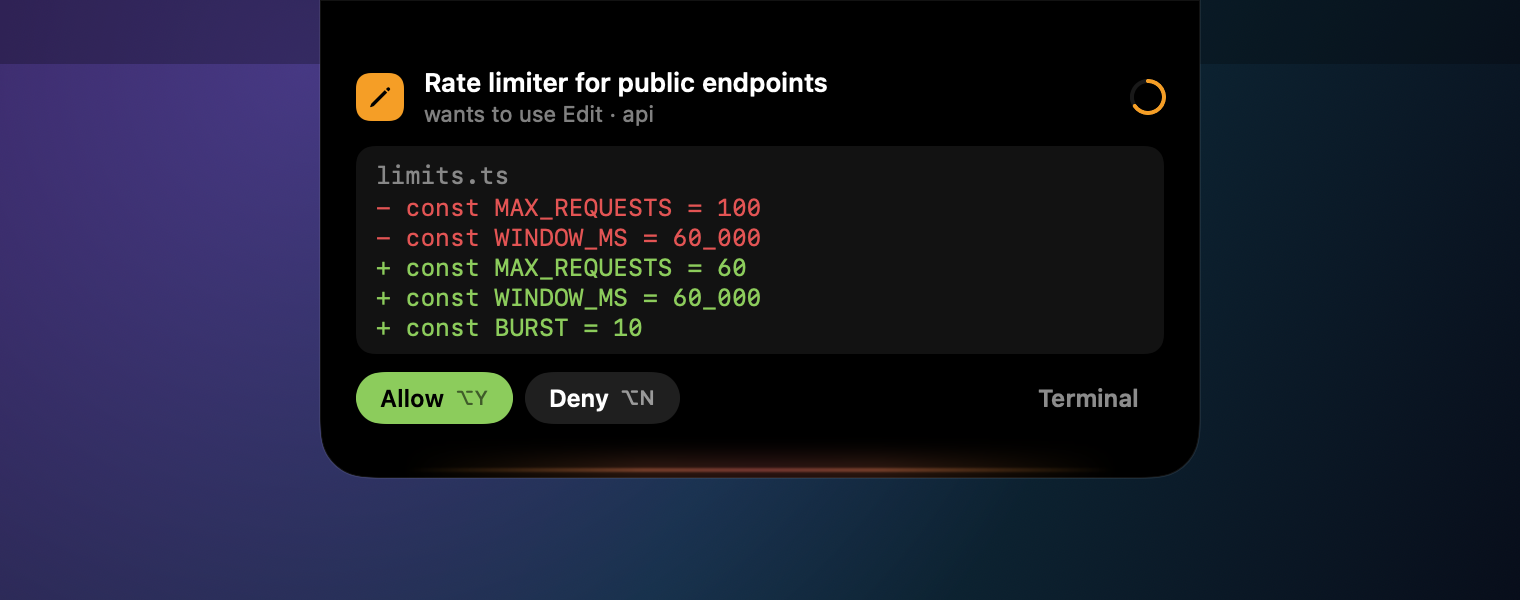 Rate limiter for public endpoints
wants to use Edit · api
limits.ts
- const MAX_REQUESTS = 100
- const WINDOW_MS = 60_000
+ const MAX_REQUESTS = 60
+ const WINDOW_MS = 60_000
+ const BURST = 10
Allow ⌥Y Deny ⌥N Terminal